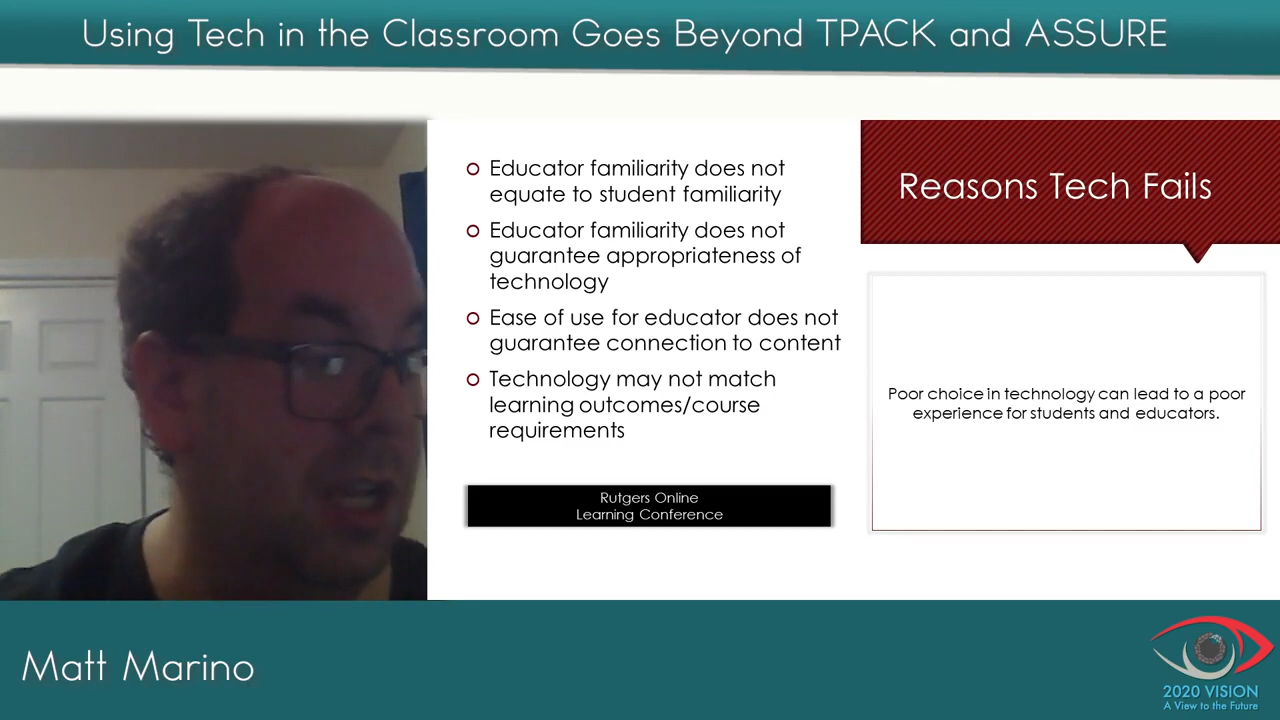 Using Tech in the Classroom Goes Beyond TPACK and ASSURE
Educator familiarity does not
equate to student familiarity
Educator familiarity does not
guarantee appropriateness of
technology
Ease of use for educator does not
guarantee connection to content
Technology may not match
learning outcomes/course
requirements
Rutgers Online
Learning Conference
Reasons Tech Fails
Poor choice in technology can lead to a poor
experience for students and educators.
Matt Marino
2020 VISION
A View to the Future